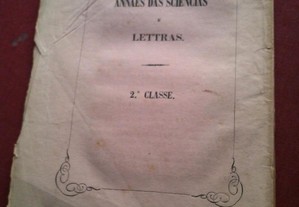 ANNAES DAS SCIENCIAS
E
LETTRAS.
2.ª CLASSE.